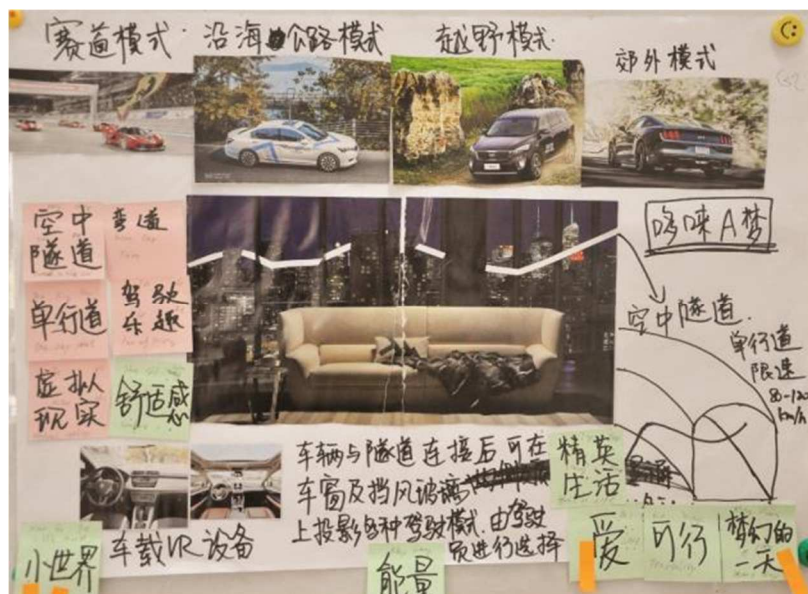 赛道模式
沿海公路模式
越野模式
郊外模式
空中
隧道
弯道
单行道
驾驶
乐趣
虚拟
现实
舒适感
哆唻A梦
空中隧道
单行道
限速
80-120
km/h
车载VR设备
车辆与隧道连接后可在
车窗及挡风玻璃
上投影各种驾驶模式.由驾驶
员进行选择
精英
生活
小世界
能量
爱
可行
梦幻的
一天